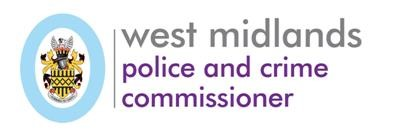 west midlands
police and crime
commissioner